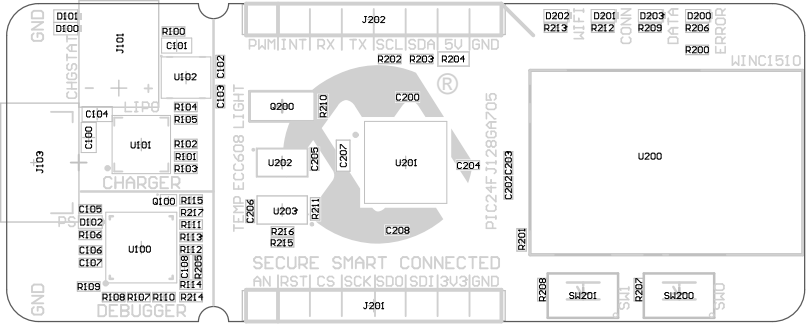 GND
D101
D100
CHGSTAT
J101
- +
R100
C101
U102
C102
C103
J202
PWM INT RX TX SCL SDA 5V GND
R202 R203 R204
D202 D201 D203 D200
R213 R212 R209 R206
WIFI CONN DATA ERROR
R200
WINC1510
LIPO
C104
R104
R105
C100
U101
R102
R101
R103
CHARGER
J103
LIGHT
Q200
R210
C200
®
ECC608
U202
C205
C207
U201
C204
PIC24FJ128GA705
C202 C203
U200
TEMP
C206
U203
R211
R216
R215
C208
PS
C105
D102
R106
C106
C107
Q100
R115
R217
R111
R113
R112
U100
C108
R205
R114
R109
R108 R107 R110 R214
DEBUGGER
GND
R201
SECURE SMART CONNECTED
AN RST CS SCK SDO SDI 3V3 GND
J201
R208
SW201
SW1
R207
SW200
SW0